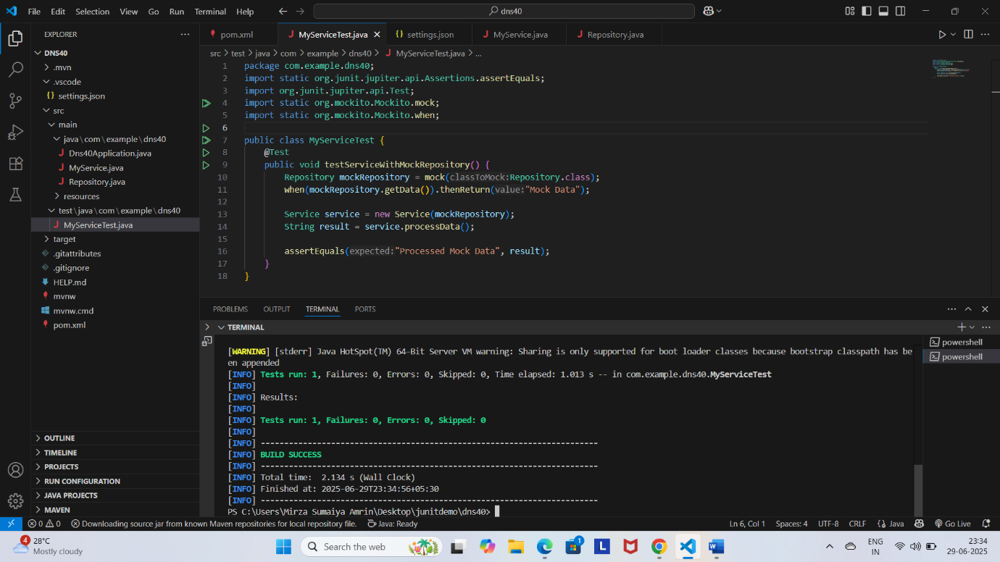 File Edit Selection View Go Run Terminal Help
dns40
EXPLORER
DNS40
.mvn
.vscode
{} settings.json
src
main
java\com\example\dns40
J Dns40Application.java
J MyService.java
J Repository.java
resources
test\java\com\example\dns40
J MyServiceTest.java
target
.gitattributes
.gitignore
HELP.md
mvnw
mvnw.cmd
pom.xml
OUTLINE
TIMELINE
PROJECTS
RUN CONFIGURATION
JAVA PROJECTS
MAVEN
pom.xml J MyServiceTest.java {} settings.json J MyService.java J Repository.java
src > test > java > com > example > dns40 > J MyServiceTest.java > ...
1 package com.example.dns40;
2 import static org.junit.jupiter.api.Assertions.assertEquals;
3 import org.junit.jupiter.api.Test;
4 import static org.mockito.Mockito.mock;
5 import static org.mockito.Mockito.when;
6
7 public class MyServiceTest {
8 @Test
9 public void testServiceWithMockRepository() {
10 Repository mockRepository = mock(classToMock:Repository.class);
11 when(mockRepository.getData()).thenReturn(value:"Mock Data");
12
13 Service service = new Service(mockRepository);
14 String result = service.processData();
15
16 assertEquals(expected:"Processed Mock Data", result);
17 }
18 }
PROBLEMS OUTPUT TERMINAL PORTS
TERMINAL
[WARNING] [stderr] Java HotSpot(TM) 64-Bit Server VM warning: Sharing is only supported for boot loader classes because bootstrap classpath has be
en appended
[INFO] Tests run: 1, Failures: 0, Errors: 0, Skipped: 0, Time elapsed: 1.013 s -- in com.example.dns40.MyServiceTest
[INFO]
[INFO] Results:
[INFO]
[INFO] Tests run: 1, Failures: 0, Errors: 0, Skipped: 0
[INFO]
[INFO] ------------------------------------------------------------------------
[INFO] BUILD SUCCESS
[INFO] ------------------------------------------------------------------------
[INFO] Total time:  2.134 s (Wall Clock)
[INFO] Finished at: 2025-06-29T23:34:56+05:30
[INFO] ------------------------------------------------------------------------
PS C:\Users\Mirza Sumaiya Amrin\Desktop\junitdemo\dns40>
powershell
powershell
0 0 Downloading source jar from known Maven repositories for local repository file. Java: Ready Ln 6, Col 1 Spaces: 4 UTF-8 CRLF {} Java Go Live
4 28°C
Mostly cloudy
Search the web
1
L
W
ENG
IN
23:34
29-06-2025